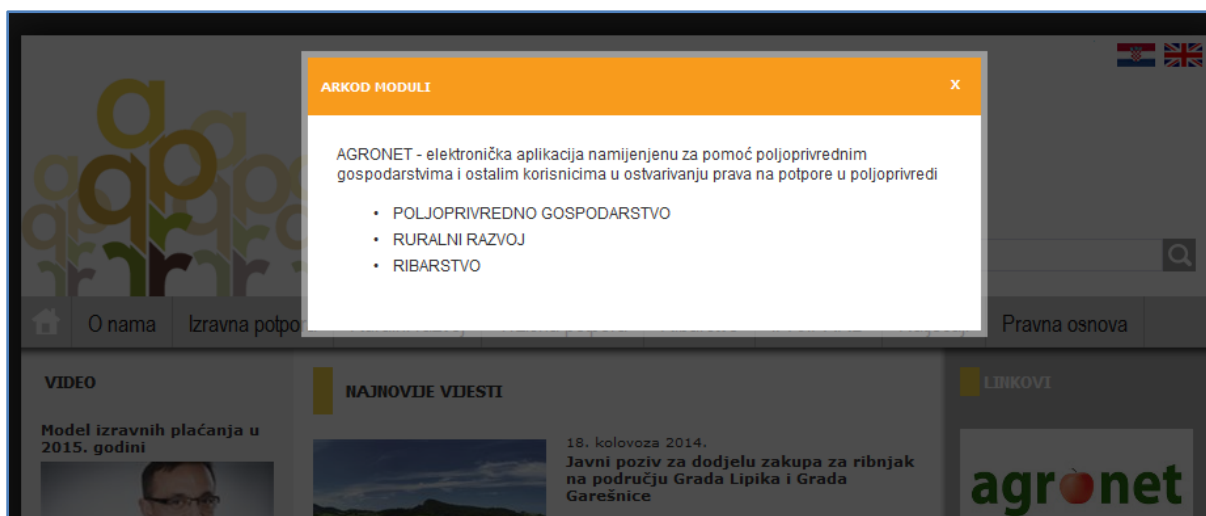 ARKOD MODULI
X
AGRONET - elektronička aplikacija namijenjenu za pomoć poljoprivrednim
gospodarstvima i ostalim korisnicima u ostvarivanju prava na potpore u poljoprivredi
• POLJOPRIVREDNO GOSPODARSTVO
• RURALNI RAZVOJ
• RIBARSTVO
O nama
Izravna potpor
Pravna osnova
VIDEO
Model izravnih plaćanja u
2015. godini
NAJNOVIJE VIJESTI
18. kolovoza 2014.
Javni poziv za dodjelu zakupa za ribnjak
na području Grada Lipika i Grada
Garešnice
LINKOVI
agronet